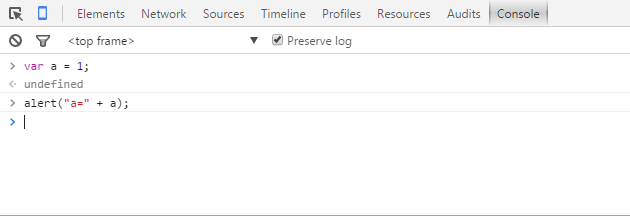 Elements Network Sources Timeline Profiles Resources Audits Console
<top frame> ▼ Preserve log
> var a = 1;
<· undefined
> alert("a=" + a);
>